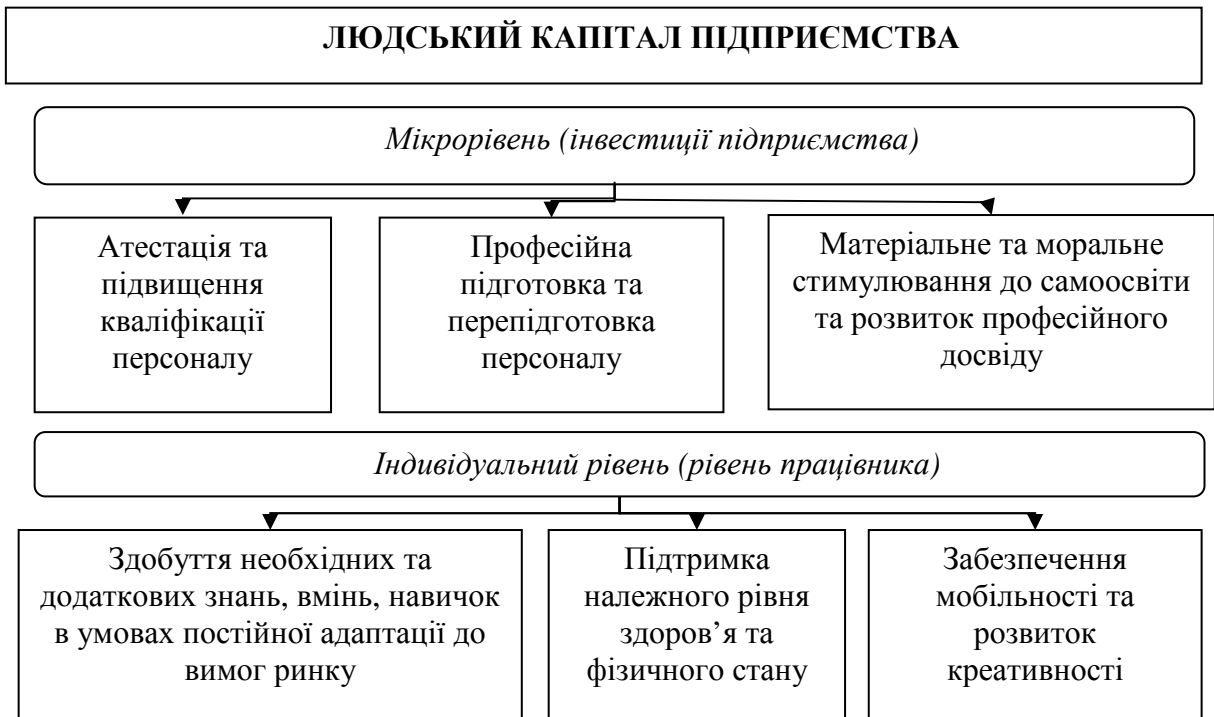 ЛЮДСЬКИЙ КАПІТАЛ ПІДПРИЄМСТВА
Мікрорівень (інвестиції підприємства)
Атестація та
підвищення
кваліфікації
персоналу
Професійна
підготовка та
перепідготовка
персоналу
Матеріальне та моральне
стимулювання до самоосвіти
та розвиток професійного
досвіду
Індивідуальний рівень (рівень працівника)
Здобуття необхідних та
додаткових знань, вмінь, навичок
в умовах постійної адаптації до
вимог ринку
Підтримка
належного рівня
здоров’я та
фізичного стану
Забезпечення
мобільності та
розвиток
креативності